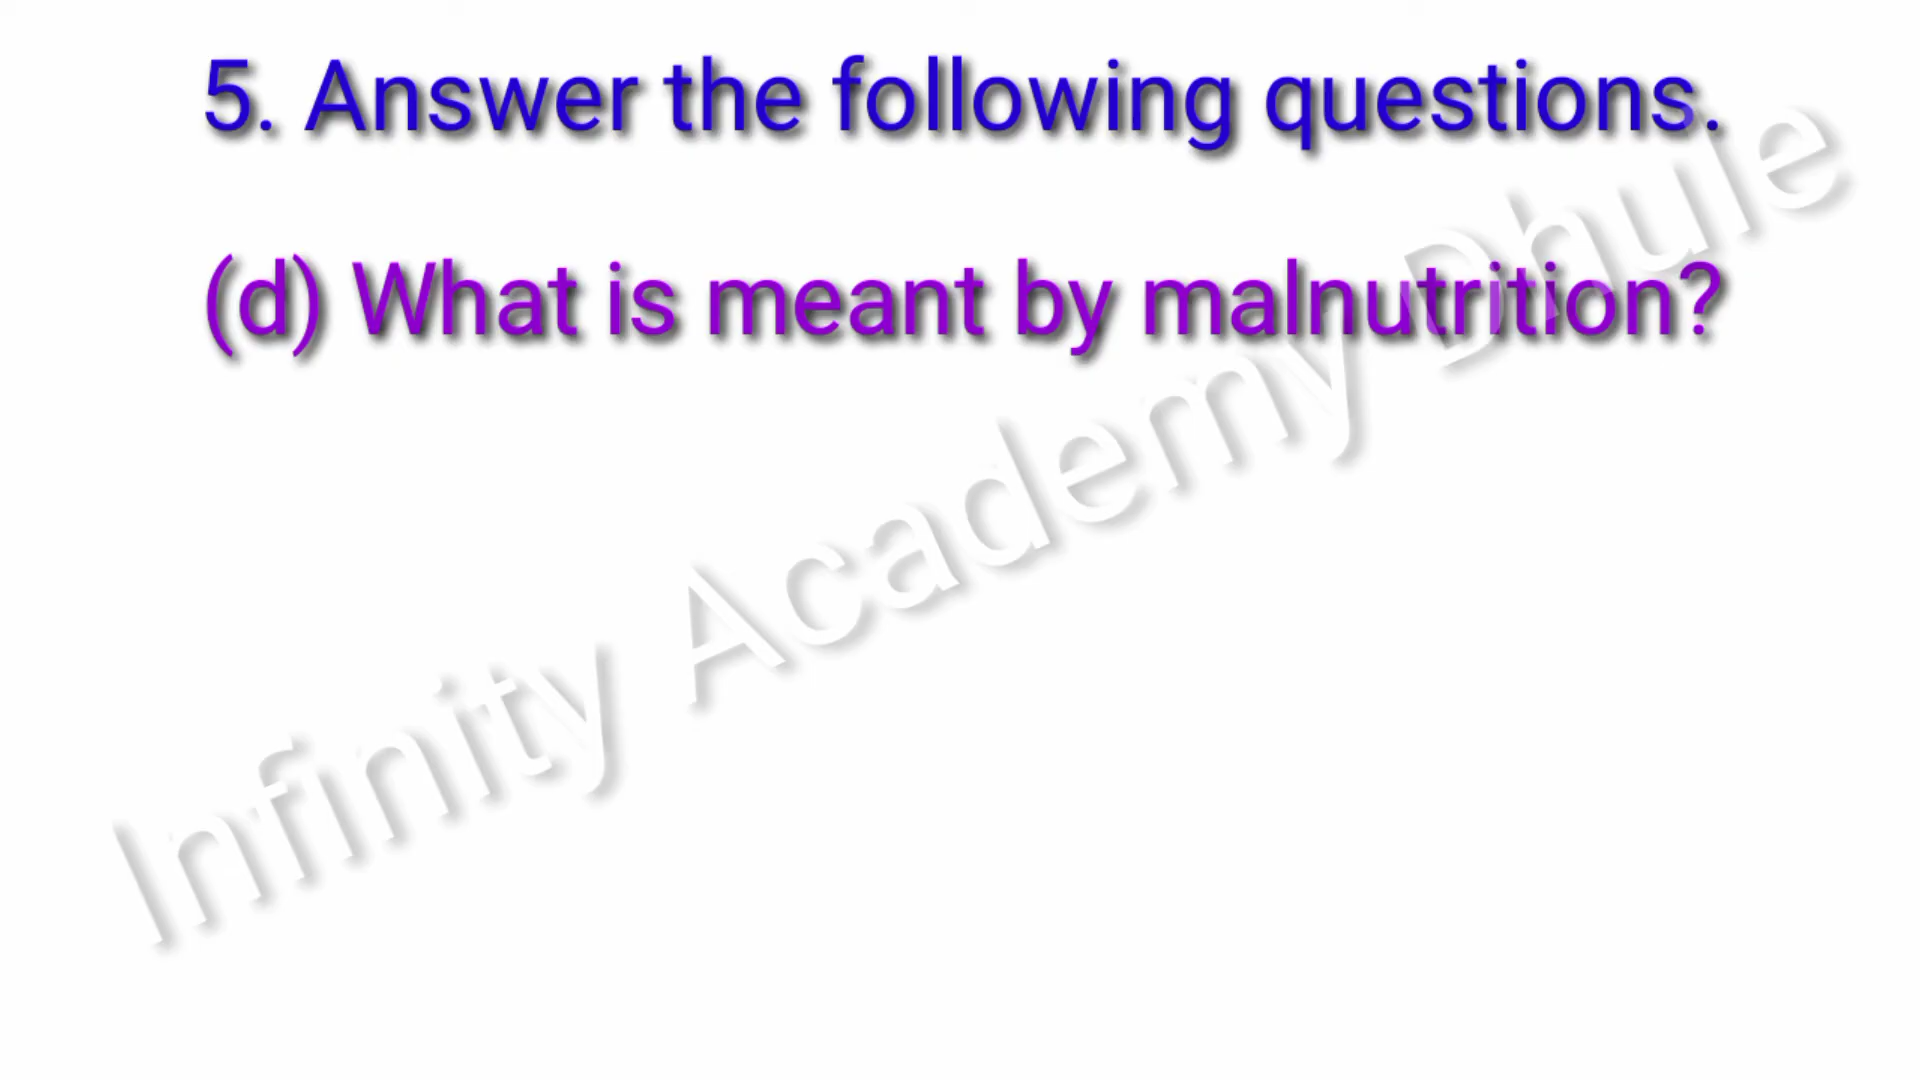 5. Answer the following questions.
(d) What is meant by malnutrition?
Infinity Academy Dhule